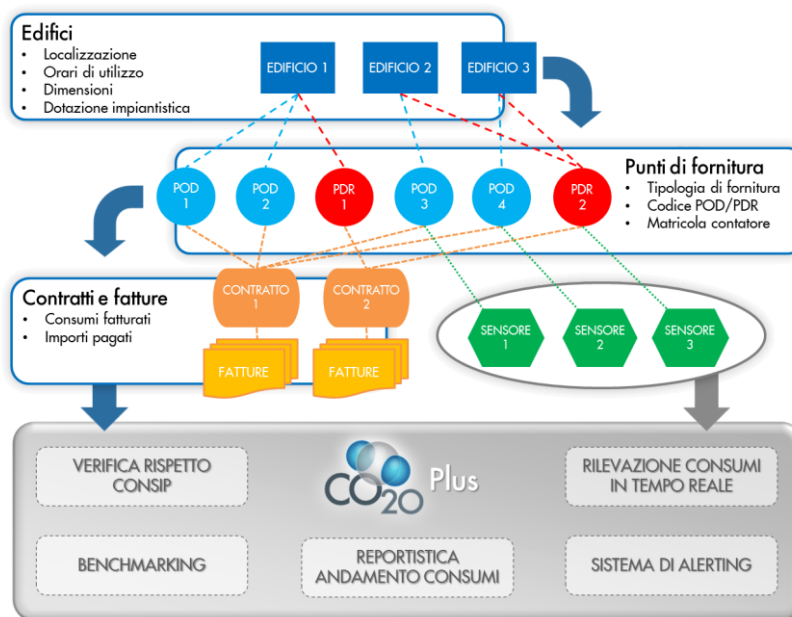 Edifici
• Localizzazione
• Orari di utilizzo
• Dimensioni
• Dotazione impiantistica
EDIFICIO 1
EDIFICIO 2
EDIFICIO 3
Punti di fornitura
• Tipologia di fornitura
• Codice POD/PDR
• Matricola contatore
POD
1
POD
2
PDR
1
POD
3
POD
4
PDR
2
Contratti e fatture
• Consumi fatturati
• Importi pagati
CONTRATTO
1
CONTRATTO
2
FATTURE
FATTURE
SENSORE
1
SENSORE
2
SENSORE
3
VERIFICA RISPETTO
CONSIP
CO20 Plus
RILEVAZIONE CONSUMI
IN TEMPO REALE
BENCHMARKING
REPORTISTICA
ANDAMENTO CONSUMI
SISTEMA DI ALERTING